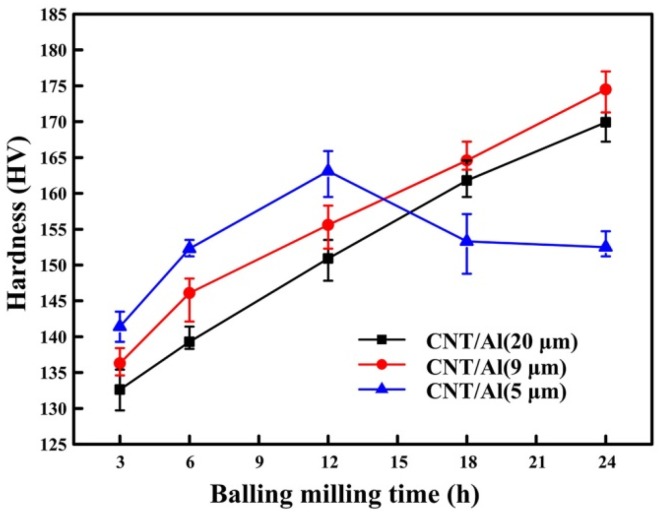 185
180
175
170
165
160
155
150
145
140
135
130
125
Hardness (HV)
CNT/Al(20 μm)
CNT/Al(9 μm)
CNT/Al(5 μm)
3 6 9 12 15 18 21 24
Balling milling time (h)